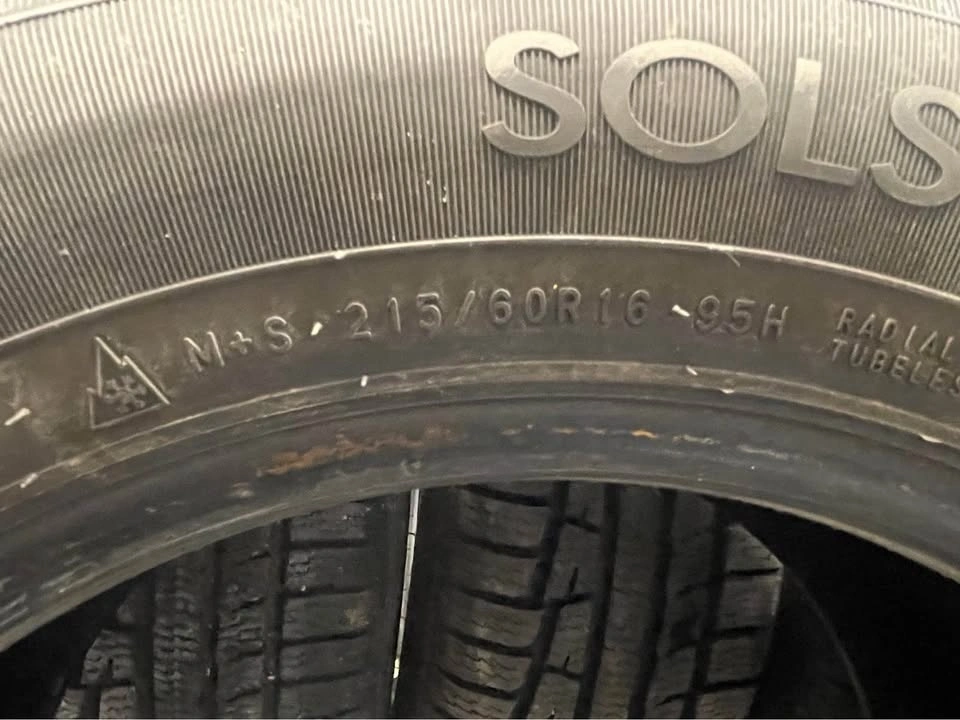 SOLS
M+S · 215/60R16 95H
RADIAL
TUBELES